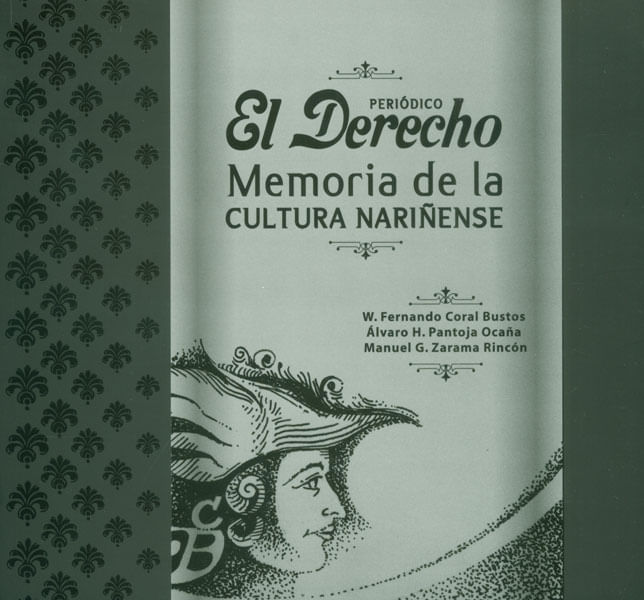 PERIÓDICO
El Derecho
Memoria de la
CULTURA NARIÑENSE
W. Fernando Coral Bustos
Álvaro H. Pantoja Ocaña
Manuel G. Zarama Rincón
C
B